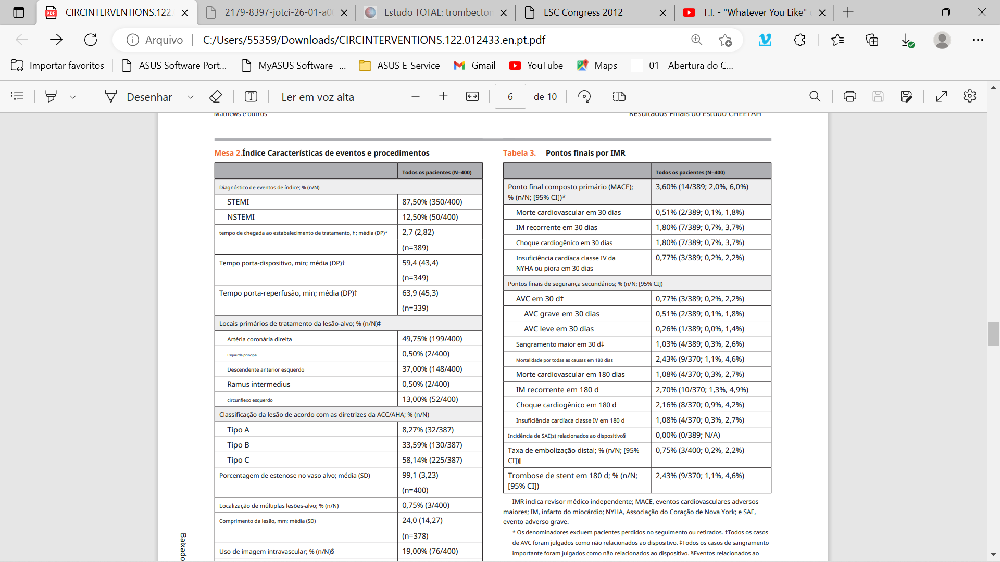 CIRCINTERVENTIONS.122.
2179-8397-jotci-26-01-a0
Estudo TOTAL: trombector
ESC Congress 2012
T.I. - "Whatever You Like"
Arquivo
C:/Users/55359/Downloads/CIRCINTERVENTIONS.122.012433.en.pt.pdf
Importar favoritos
ASUS Software Port...
MyASUS Software -...
ASUS E-Service
Gmail
YouTube
Maps
01 - Abertura do C...
Desenhar
Ler em voz alta
6
de 10
Mathews e outros
Resultados Finais do Estudo CHEETAH
Mesa 2.Índice Características de eventos e procedimentos
Todos os pacientes (N=400)
Diagnóstico de eventos de índice; % (n/N)
STEMI 87,50% (350/400)
NSTEMI 12,50% (50/400)
tempo de chegada ao estabelecimento de tratamento, h; média (DP)* 2,7 (2,82)
(n=389)
Tempo porta-dispositivo, min; média (DP)† 59,4 (43,4)
(n=349)
Tempo porta-reperfusão, min; média (DP)† 63,9 (45,3)
(n=339)
Locais primários de tratamento da lesão-alvo; % (n/N)‡
Artéria coronária direita 49,75% (199/400)
Esquerda principal 0,50% (2/400)
Descendente anterior esquerdo 37,00% (148/400)
Ramus intermedius 0,50% (2/400)
circunflexo esquerdo 13,00% (52/400)
Classificação da lesão de acordo com as diretrizes da ACC/AHA; % (n/N)
Tipo A 8,27% (32/387)
Tipo B 33,59% (130/387)
Tipo C 58,14% (225/387)
Porcentagem de estenose no vaso alvo; média (SD) 99,1 (3,23)
(n=400)
Localização de múltiplas lesões-alvo; % (n/N) 0,75% (3/400)
Comprimento da lesão, mm; média (SD) 24,0 (14,27)
(n=378)
Uso de imagem intravascular; % (n/N)§ 19,00% (76/400)
Tabela 3. Pontos finais por IMR
Todos os pacientes (N=400)
Ponto final composto primário (MACE); 3,60% (14/389; 2,0%, 6,0%)
% (n/N; [95% CI])*
Morte cardiovascular em 30 dias 0,51% (2/389; 0,1%, 1,8%)
IM recorrente em 30 dias 1,80% (7/389; 0,7%, 3,7%)
Choque cardiogênico em 30 dias 1,80% (7/389; 0,7%, 3,7%)
Insuficiência cardíaca classe IV da 0,77% (3/389; 0,2%, 2,2%)
NYHA ou piora em 30 dias
Pontos finais de segurança secundários; % (n/N; [95% CI])
AVC em 30 d† 0,77% (3/389; 0,2%, 2,2%)
AVC grave em 30 dias 0,51% (2/389; 0,1%, 1,8%)
AVC leve em 30 dias 0,26% (1/389; 0,0%, 1,4%)
Sangramento maior em 30 d‡ 1,03% (4/389; 0,3%, 2,6%)
Mortalidade por todas as causas em 180 dias 2,43% (9/370; 1,1%, 4,6%)
Morte cardiovascular em 180 dias 1,08% (4/370; 0,3%, 2,7%)
IM recorrente em 180 d 2,70% (10/370; 1,3%, 4,9%)
Choque cardiogênico em 180 d 2,16% (8/370; 0,9%, 4,2%)
Insuficiência cardíaca classe IV em 180 d 1,08% (4/370; 0,3%, 2,7%)
Incidência de SAE(s) relacionados ao dispositivo§ 0,00% (0/389; N/A)
Taxa de embolização distal; % (n/N; [95% 0,75% (3/400; 0,2%, 2,2%)
CI])||
Trombose de stent em 180 d; % (n/N; 2,43% (9/370; 1,1%, 4,6%)
[95% CI])
IMR indica revisor médico independente; MACE, eventos cardiovasculares adversos
maiores; IM, infarto do miocárdio; NYHA, Associação do Coração de Nova York; e SAE,
evento adverso grave.
* Os denominadores excluem pacientes perdidos no seguimento ou retirados. †Todos os casos
de AVC foram julgados como não relacionados ao dispositivo. ‡Todos os casos de sangramento
importante foram julgados como não relacionados ao dispositivo. §Eventos relacionados ao
Baixado